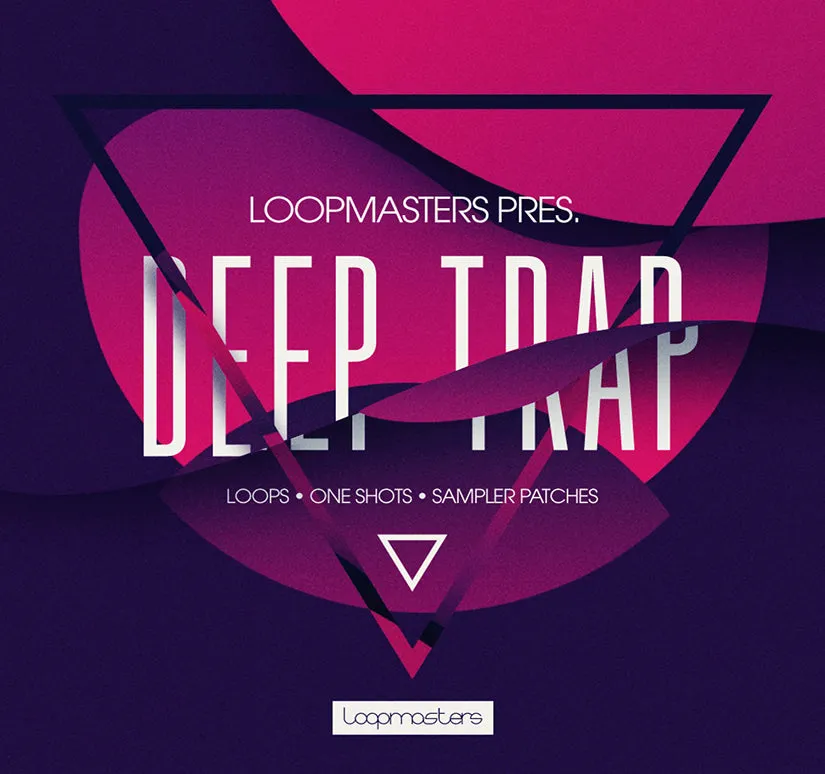 LOOPMASTERS PRES.
DEEP TRAP
LOOPS • ONE SHOTS • SAMPLER PATCHES
Loopmasters